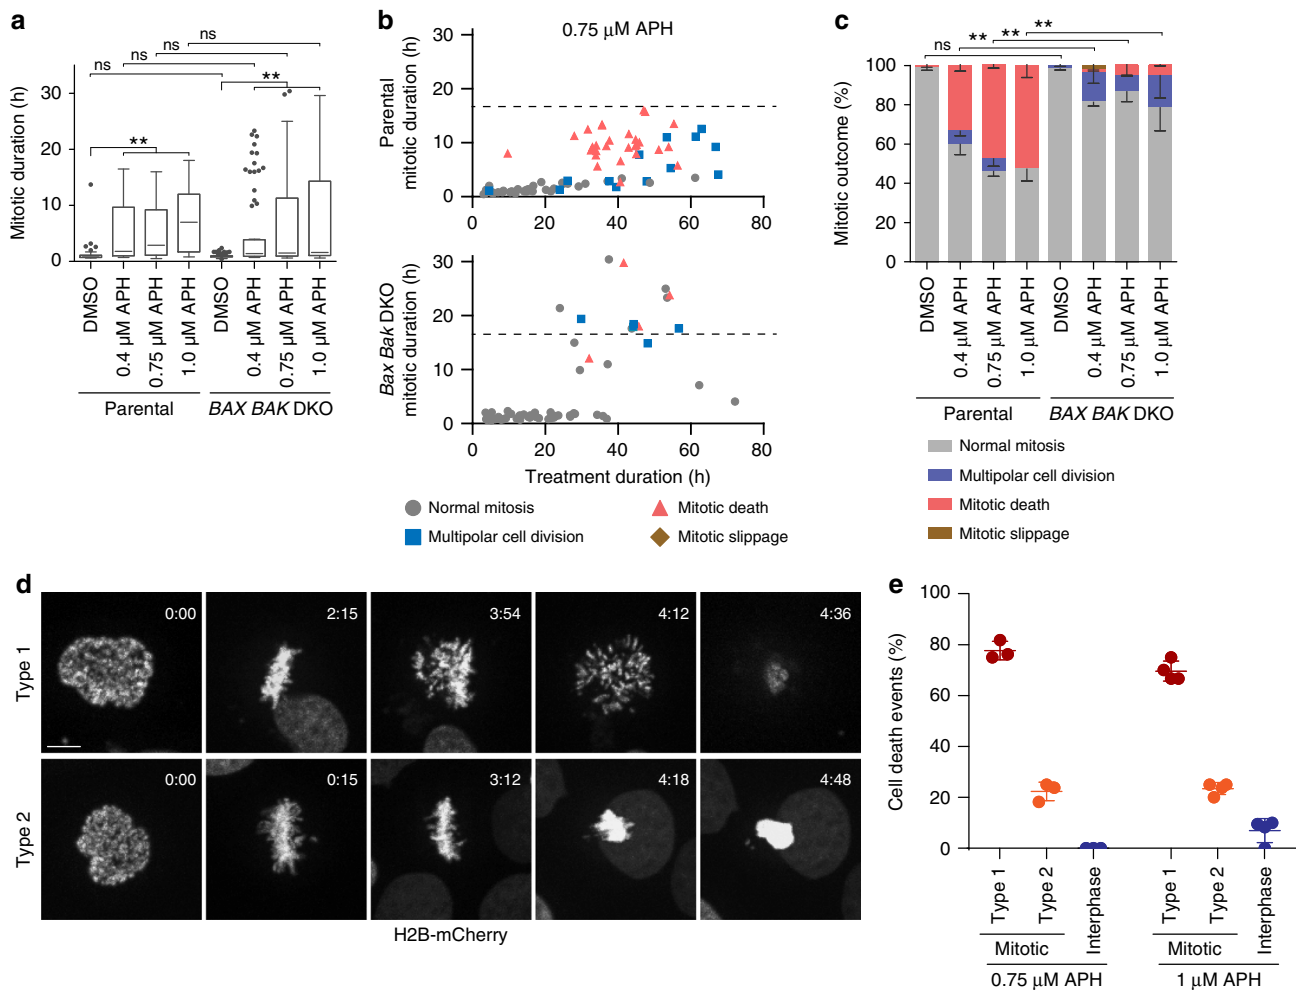 a
Mitotic duration (h)
30
20
10
0
ns
ns
ns
ns
**
**
DMSO
0.4 μM APH
0.75 μM APH
1.0 μM APH
DMSO
0.4 μM APH
0.75 μM APH
1.0 μM APH
Parental
BAX BAK DKO
b
0.75 μM APH
Parental
mitotic duration (h)
30
20
10
0
0
20
40
60
80
Bax Bak DKO
mitotic duration (h)
30
20
10
0
0
20
40
60
80
Treatment duration (h)
Normal mitosis
Mitotic death
Multipolar cell division
Mitotic slippage
c
Mitotic outcome (%)
100
80
60
40
20
0
ns
**
**
**
DMSO
0.4 μM APH
0.75 μM APH
1.0 μM APH
DMSO
0.4 μM APH
0.75 μM APH
1.0 μM APH
Parental
BAX BAK DKO
Normal mitosis
Multipolar cell division
Mitotic death
Mitotic slippage
d
Type 1
0:00
2:15
3:54
4:12
4:36
Type 2
0:00
0:15
3:12
4:18
4:48
H2B-mCherry
e
Cell death events (%)
100
80
60
40
20
0
Type 1
Type 2
Interphase
Type 1
Type 2
Interphase
Mitotic
Mitotic
0.75 μM APH
1 μM APH